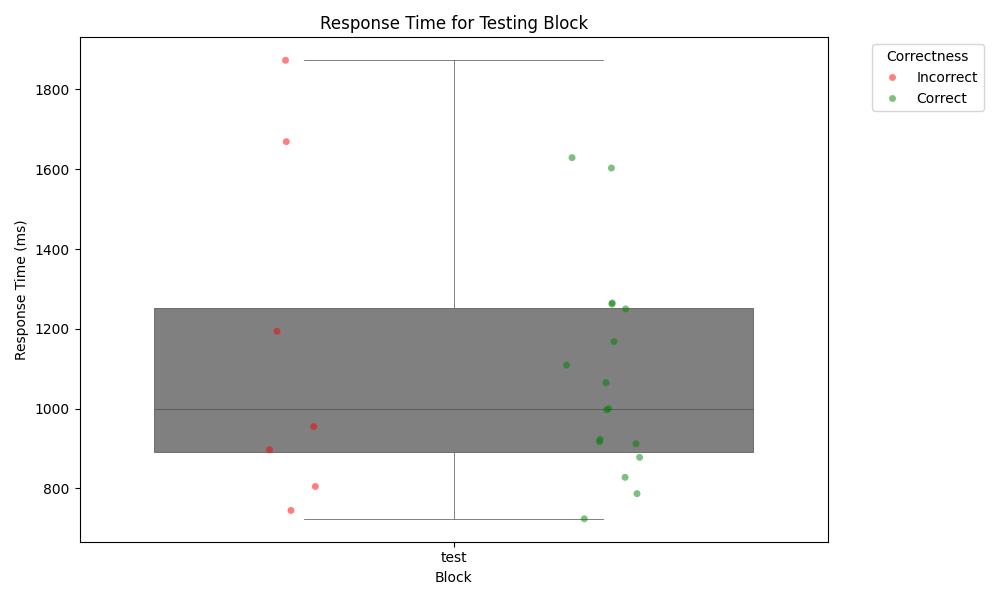 Response Time for Testing Block
Correctness
Incorrect
Correct
1800
1600
1400
1200
1000
800
Response Time (ms)
test
Block